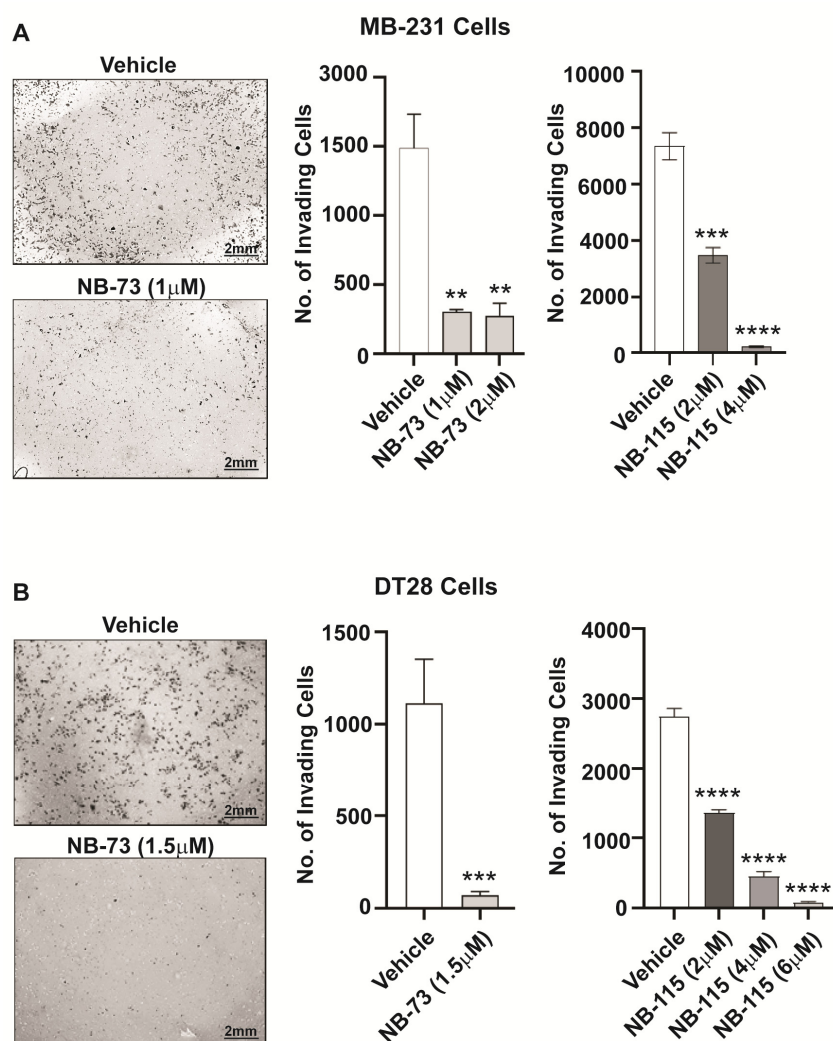 A
MB-231 Cells
Vehicle
2mm
NB-73 (1μM)
2mm
No. of Invading Cells
3000
1500
1000
500
0
**
**
Vehicle
NB-73 (1μM)
NB-73 (2μM)
No. of Invading Cells
10000
8000
6000
4000
2000
0
***
****
Vehicle
NB-115 (2μM)
NB-115 (4μM)
B
DT28 Cells
Vehicle
2mm
NB-73 (1.5μM)
2mm
No. of Invading Cells
1500
1000
500
0
***
Vehicle
NB-73 (1.5μM)
No. of Invading Cells
4000
3000
2000
1000
0
****
****
****
Vehicle
NB-115 (2μM)
NB-115 (4μM)
NB-115 (6μM)